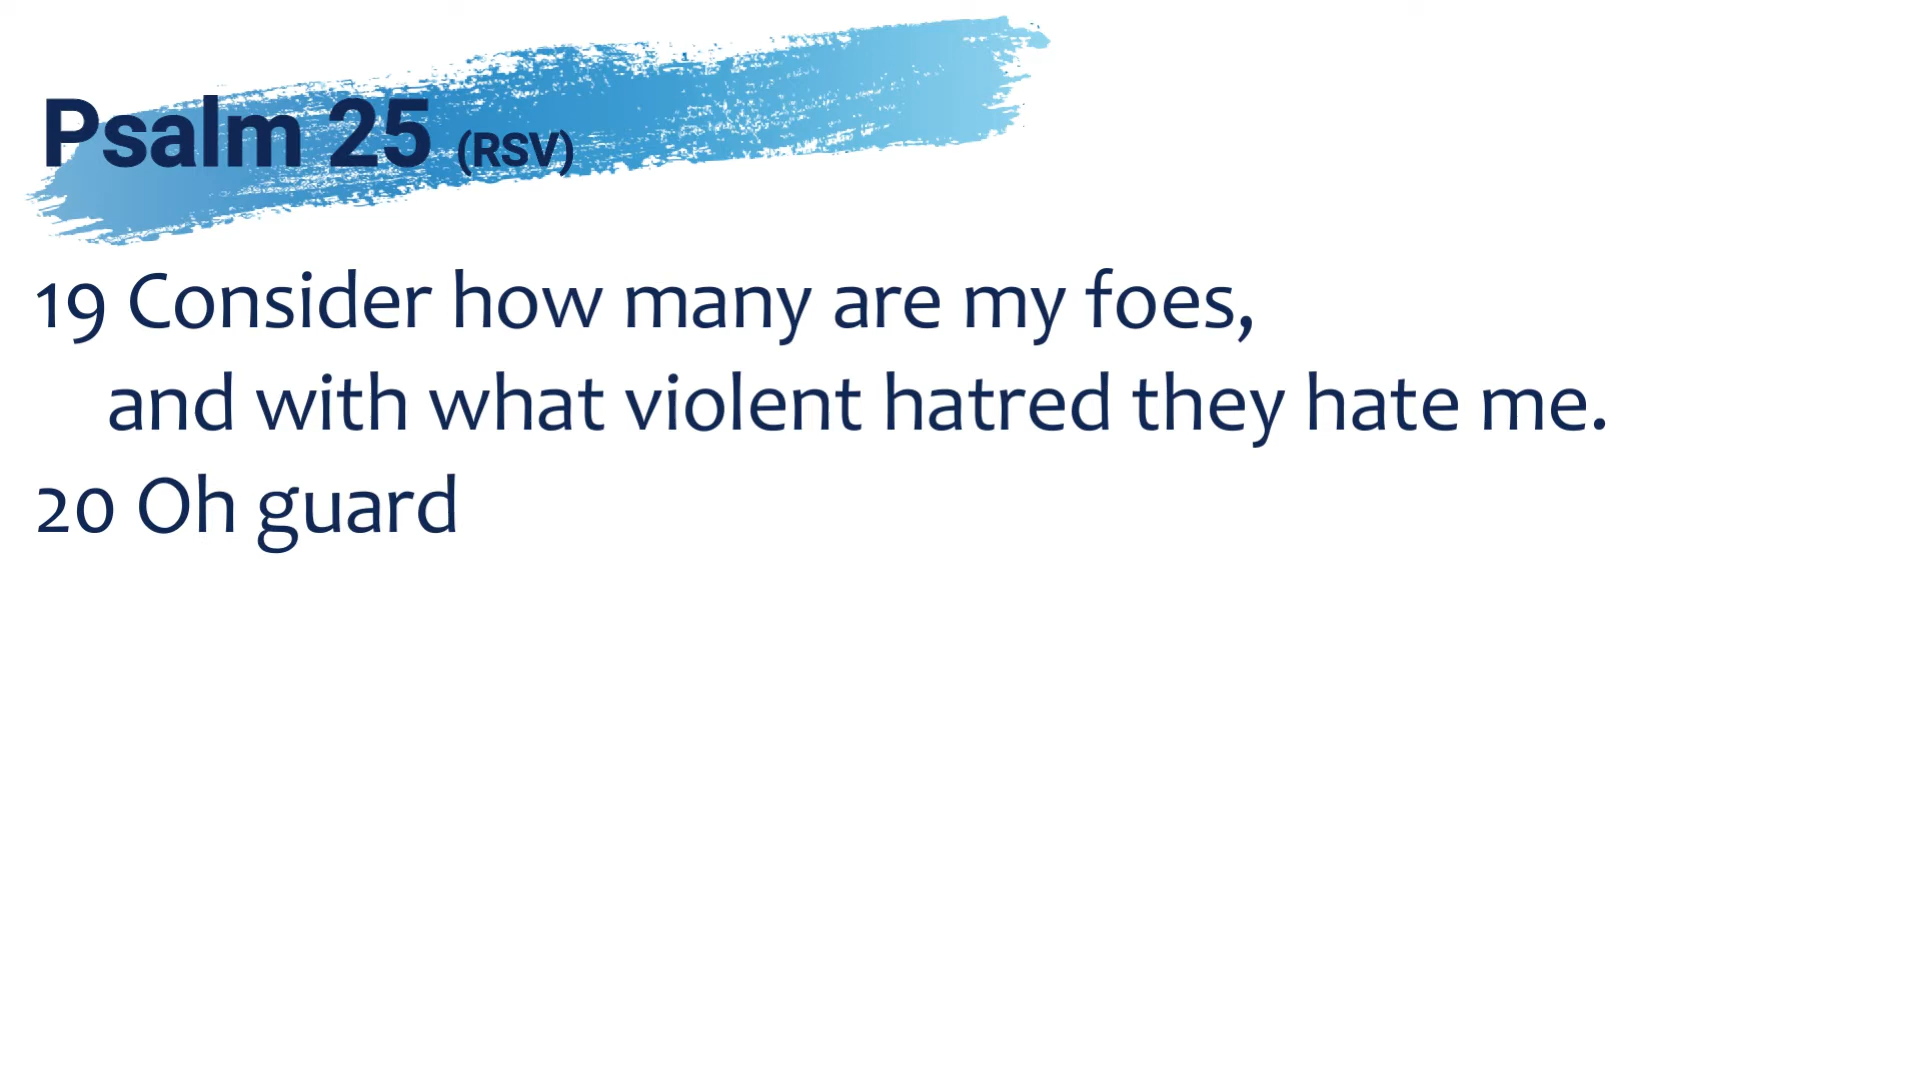 Psalm 25 (RSV)
19 Consider how many are my foes,
and with what violent hatred they hate me.
20 Oh guard